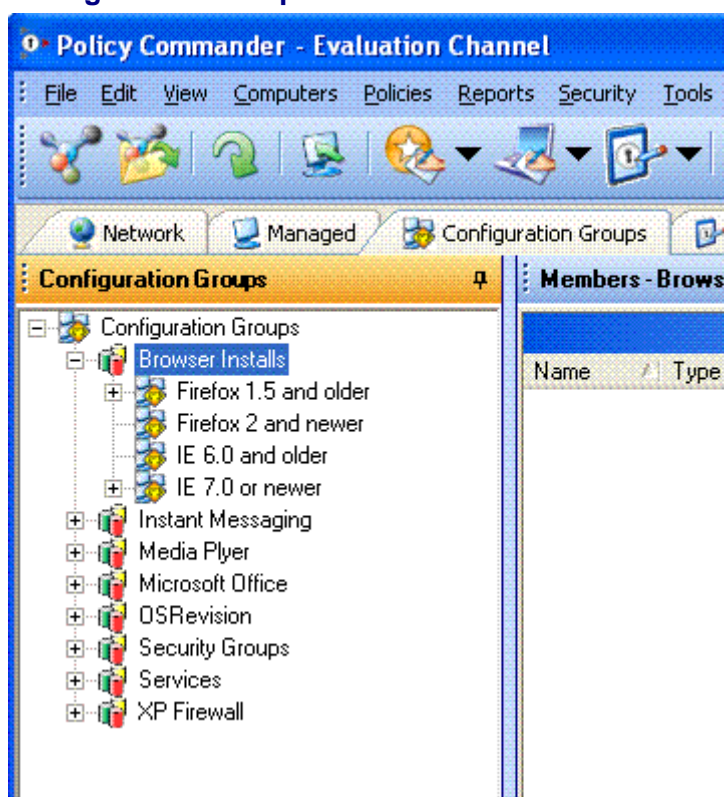 Policy Commander - Evaluation Channel
File Edit View Computers Policies Reports Security Tools
Network Managed Configuration Groups
Configuration Groups
Members - Brows
Name Type
Configuration Groups
Browser Installs
Firefox 1.5 and older
Firefox 2 and newer
IE 6.0 and older
IE 7.0 or newer
Instant Messaging
Media Plyer
Microsoft Office
OSRevision
Security Groups
Services
XP Firewall